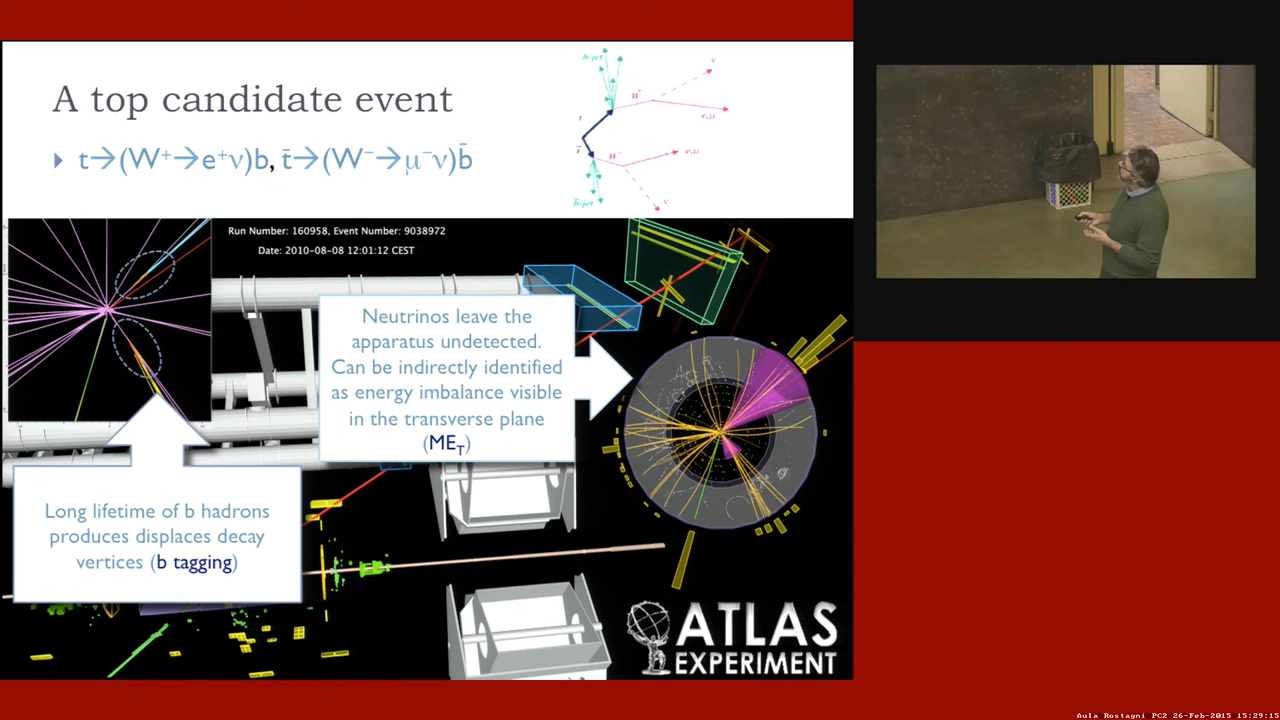 A top candidate event
t→(W⁺→e⁺ν)b, t̄→(W⁻→μ⁻ν)b̄
b-jet
ν
W⁺
e,μ
t
t̄
W⁻
e,μ
b̄-jet
ν
Run Number: 160958, Event Number: 9038972
Date: 2010-08-08 12:01:12 CEST
Neutrinos leave the
apparatus undetected.
Can be indirectly identified
as energy imbalance visible
in the transverse plane
(MET)
Long lifetime of b hadrons
produces displaces decay
vertices (b tagging)
ATLAS
EXPERIMENT
Aula Rostagni PC2 26-Feb-2015 15:29:15